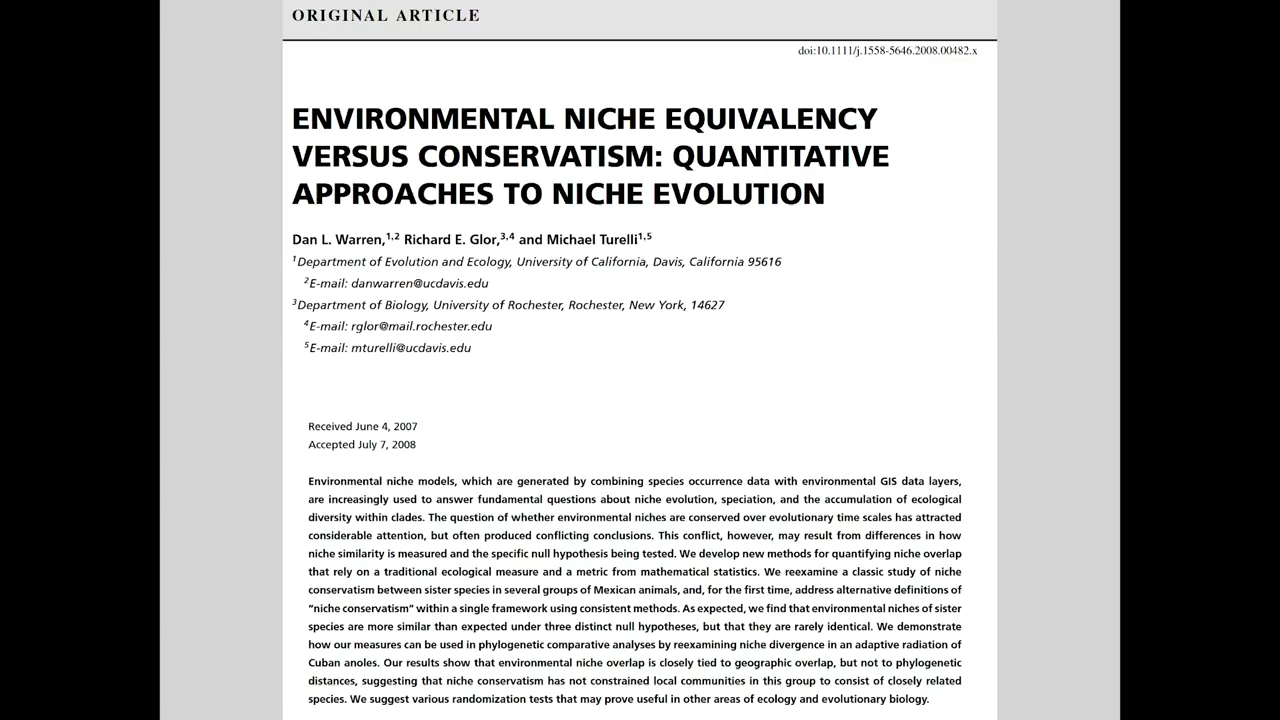 ORIGINAL ARTICLE
doi:10.1111/j.1558-5646.2008.00482.x
ENVIRONMENTAL NICHE EQUIVALENCY
VERSUS CONSERVATISM: QUANTITATIVE
APPROACHES TO NICHE EVOLUTION
Dan L. Warren,1,2 Richard E. Glor,3,4 and Michael Turelli1,5
1Department of Evolution and Ecology, University of California, Davis, California 95616
2E-mail: danwarren@ucdavis.edu
3Department of Biology, University of Rochester, Rochester, New York, 14627
4E-mail: rglor@mail.rochester.edu
5E-mail: mturelli@ucdavis.edu
Received June 4, 2007
Accepted July 7, 2008
Environmental niche models, which are generated by combining species occurrence data with environmental GIS data layers,
are increasingly used to answer fundamental questions about niche evolution, speciation, and the accumulation of ecological
diversity within clades. The question of whether environmental niches are conserved over evolutionary time scales has attracted
considerable attention, but often produced conflicting conclusions. This conflict, however, may result from differences in how
niche similarity is measured and the specific null hypothesis being tested. We develop new methods for quantifying niche overlap
that rely on a traditional ecological measure and a metric from mathematical statistics. We reexamine a classic study of niche
conservatism between sister species in several groups of Mexican animals, and, for the first time, address alternative definitions of
"niche conservatism" within a single framework using consistent methods. As expected, we find that environmental niches of sister
species are more similar than expected under three distinct null hypotheses, but that they are rarely identical. We demonstrate
how our measures can be used in phylogenetic comparative analyses by reexamining niche divergence in an adaptive radiation of
Cuban anoles. Our results show that environmental niche overlap is closely tied to geographic overlap, but not to phylogenetic
distances, suggesting that niche conservatism has not constrained local communities in this group to consist of closely related
species. We suggest various randomization tests that may prove useful in other areas of ecology and evolutionary biology.